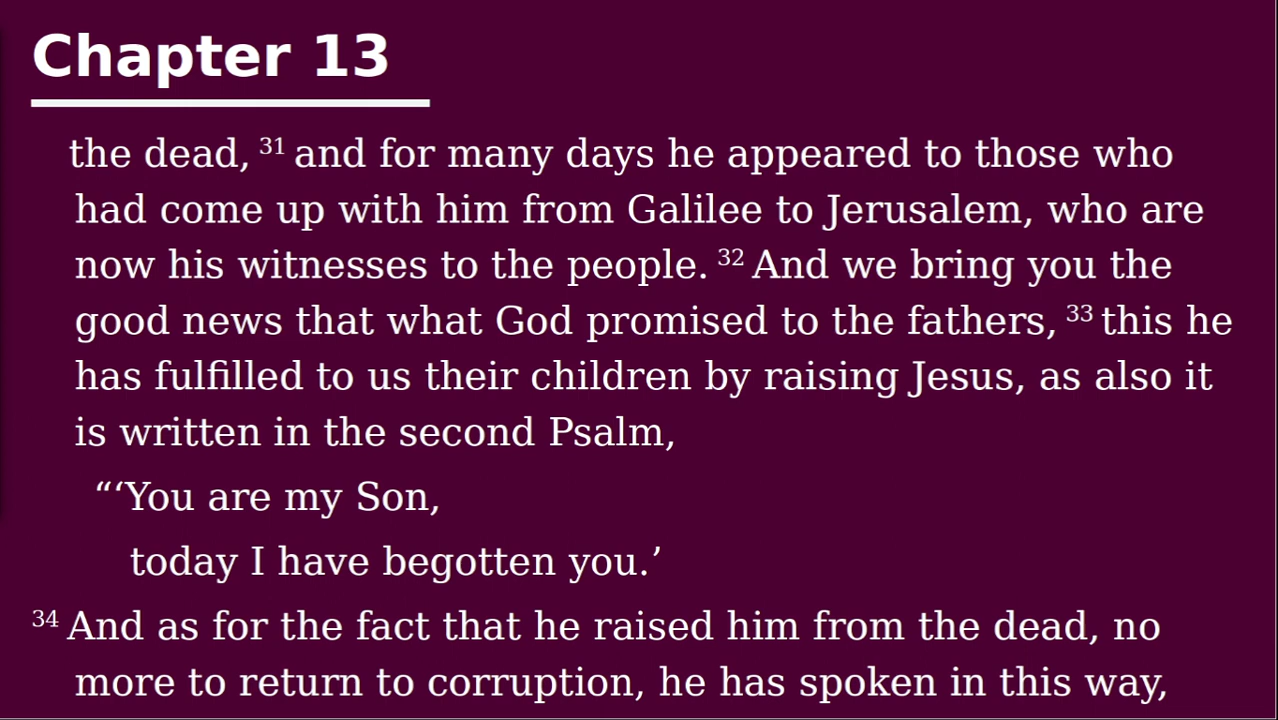 Chapter 13
the dead, 31 and for many days he appeared to those who
had come up with him from Galilee to Jerusalem, who are
now his witnesses to the people. 32 And we bring you the
good news that what God promised to the fathers, 33 this he
has fulfilled to us their children by raising Jesus, as also it
is written in the second Psalm,
“‘You are my Son,
today I have begotten you.’
34 And as for the fact that he raised him from the dead, no
more to return to corruption, he has spoken in this way,